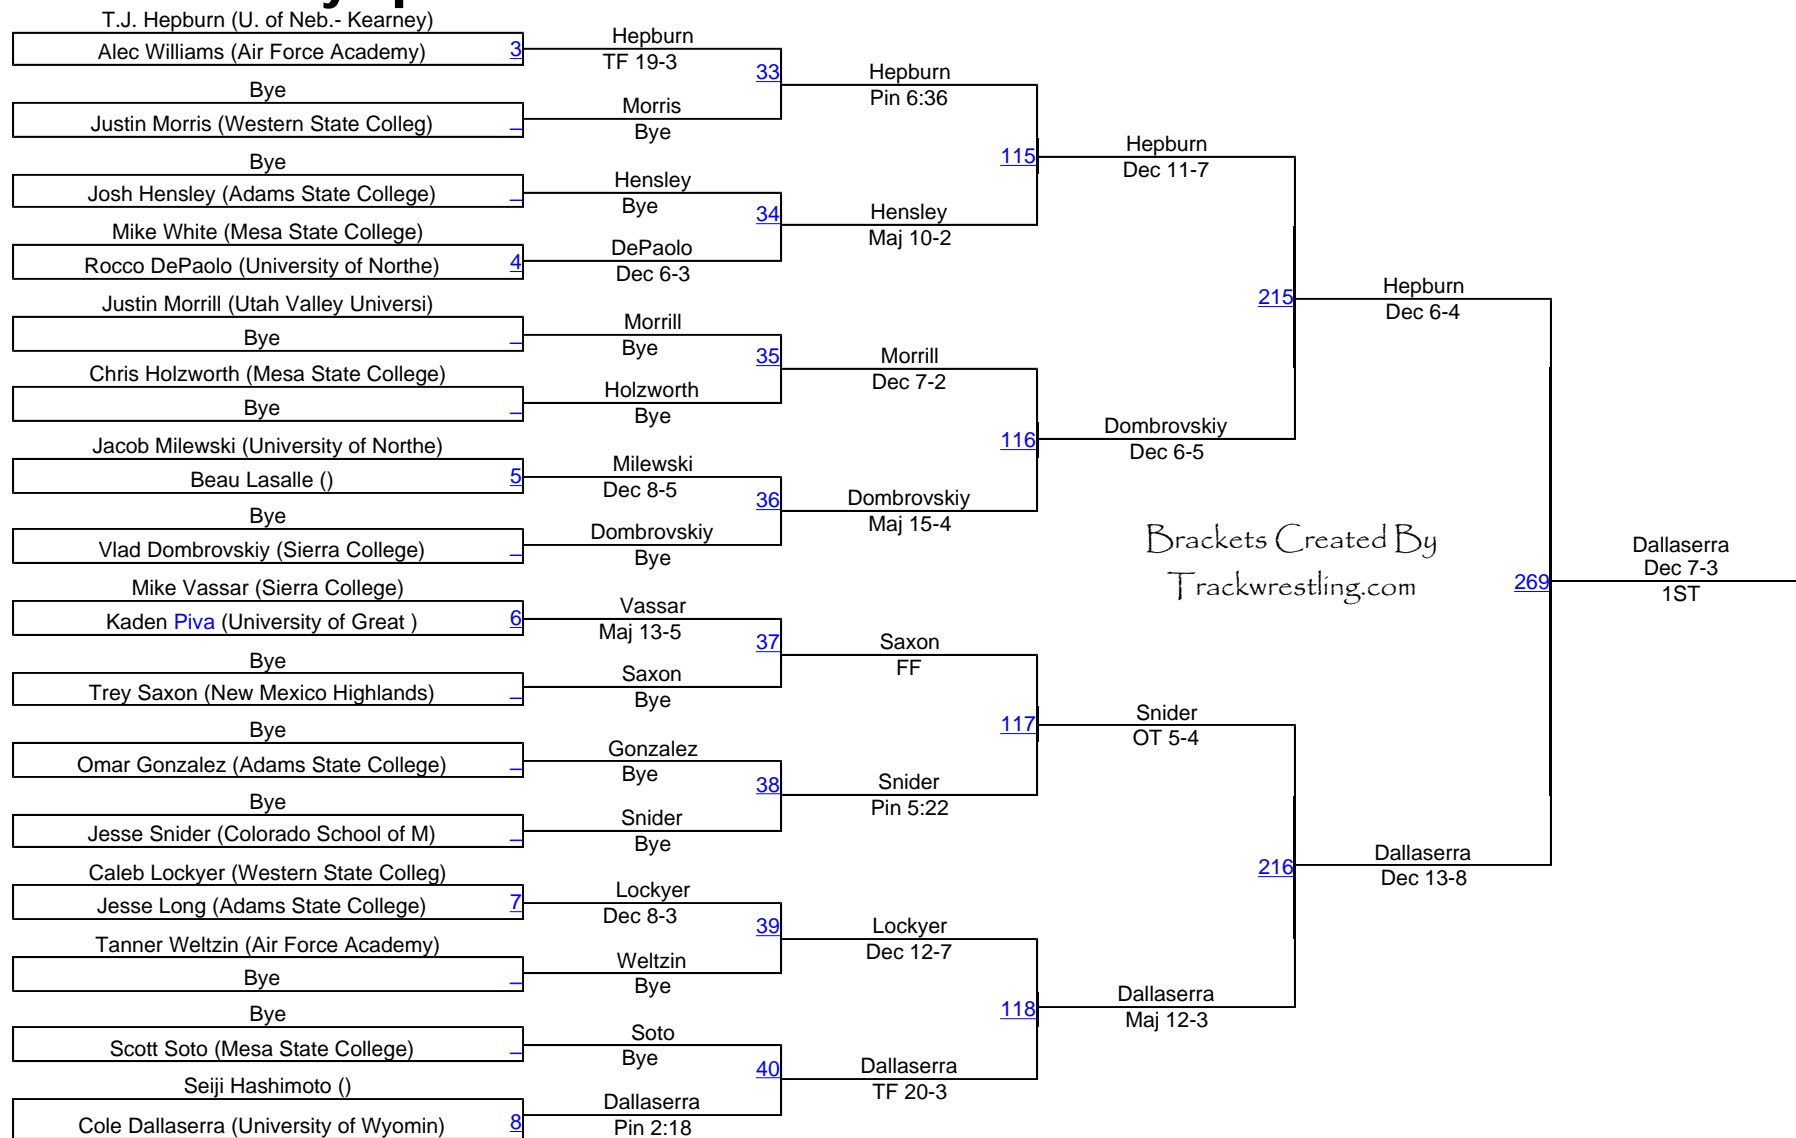 T.J. Hepburn (U. of Neb.- Kearney)
Alec Williams (Air Force Academy) 3
Bye
Justin Morris (Western State Colleg)
Bye
Josh Hensley (Adams State College)
Mike White (Mesa State College)
Rocco DePaolo (University of Northe) 4
Justin Morrill (Utah Valley Universi)
Bye
Chris Holzworth (Mesa State College)
Bye
Jacob Milewski (University of Northe)
Beau Lasalle () 5
Bye
Vlad Dombrovskiy (Sierra College)
Mike Vassar (Sierra College)
Kaden Piva (University of Great ) 6
Bye
Trey Saxon (New Mexico Highlands)
Bye
Omar Gonzalez (Adams State College)
Bye
Jesse Snider (Colorado School of M)
Caleb Lockyer (Western State Colleg)
Jesse Long (Adams State College) 7
Tanner Weltzin (Air Force Academy)
Bye
Bye
Scott Soto (Mesa State College)
Seiji Hashimoto ()
Cole Dallaserra (University of Wyomin) 8
Hepburn
TF 19-3
33
Morris
Bye
Hensley
Bye
34
DePaolo
Dec 6-3
Morrill
Bye
35
Holzworth
Bye
Milewski
Dec 8-5
36
Dombrovskiy
Bye
Vassar
Maj 13-5
37
Saxon
Bye
Gonzalez
Bye
38
Snider
Bye
Lockyer
Dec 8-3
39
Weltzin
Bye
Soto
Bye
40
Dallaserra
Pin 2:18
Hepburn
Pin 6:36
115
Hensley
Maj 10-2
Morrill
Dec 7-2
116
Dombrovskiy
Maj 15-4
Saxon
FF
117
Snider
Pin 5:22
Lockyer
Dec 12-7
118
Dallaserra
TF 20-3
Hepburn
Dec 11-7
215
Dombrovskiy
Dec 6-5
Brackets Created By
Trackwrestling.com
Snider
OT 5-4
216
Dallaserra
Maj 12-3
Hepburn
Dec 6-4
269
Dallaserra
Dec 13-8
Dallaserra
Dec 7-3
1ST